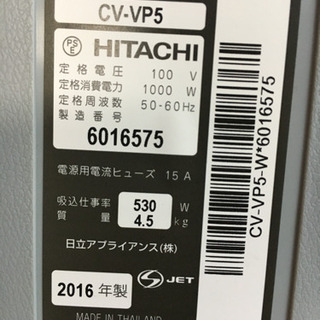 CV-VP5
PS
E
HITACHI
定格電圧 100 V
定格消費電力 1000 W
定格周波数 50-60Hz
製造番号
6016575
電源用電流ヒューズ 15 A
吸込仕事率 530 W
質量 4.5 kg
日立アプライアンス(株)
2016 年製
S JET
MADE IN THAILAND
CV-VP5-W*6016575